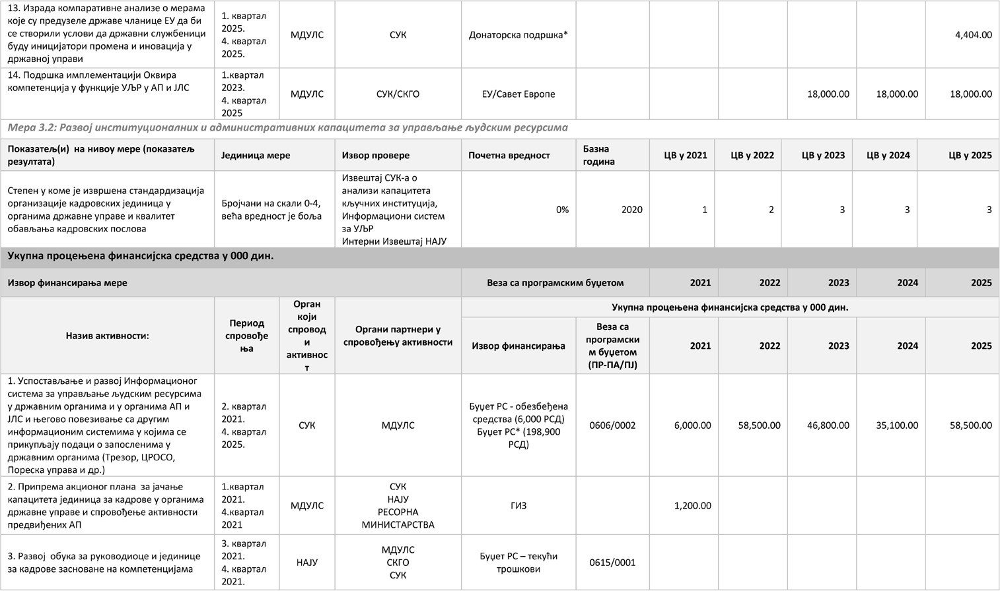 13. Израда компаративне анализе о мерама
које су предузеле државе чланице ЕУ да би
се створили услови да државни службеници
буду иницијатори промена и иновација у
државној управи
1. квартал
2025.
4. квартал
2025.
МДУЛС
СУК
Донаторска подршка*
4,404.00
14. Подршка имплементацији Оквира
компетенција у функције УЉР у АП и ЈЛС
1.квартал
2023.
4. квартал
2025
МДУЛС
СУК/СКГО
ЕУ/Савет Европе
18,000.00
18,000.00
18,000.00
Мера 3.2: Развој институционалних и административних капацитета за управљање људским ресурсима
Показатељ(и) на нивоу мере (показатељ
резултата)
Јединица мере
Извор провере
Почетна вредност
Базна
година
ЦВ у 2021
ЦВ у 2022
ЦВ у 2023
ЦВ у 2024
ЦВ у 2025
Степен у коме је извршена стандардизација
организације кадровских јединица у
органима државне управе и квалитет
обављања кадровских послова
Бројчани на скали 0-4,
већа вредност је боља
Извештај СУК-а о
анализи капацитета
кључних институција,
Информациони систем
за УЉР
Интерни Извештај НАЈУ
0%
2020
1
2
3
3
3
Укупна процењена финансијска средства у 000 дин.
Извор финансирања мере
Веза са програмским буџетом
2021
2022
2023
2024
2025
Назив активности:
Период
спровође
ња
Орган
који
спровод
и
активнос
т
Органи партнери у
спровођењу активности
Укупна процењена финансијска средства у 000 дин.
Извор финансирања
Веза са
програмски
м буџетом
(ПР-ПА/ПЈ)
2021
2022
2023
2024
2025
1. Успостављање и развој Информационог
система за управљање људским ресурсима
у државним органима и у органима АП и
ЈЛС и његово повезивање са другим
информационим системима у којима се
прикупљају подаци о запосленима у
државним органима (Трезор, ЦРОСО,
Пореска управа и др.)
2. квартал
2021.
4. квартал
2025.
СУК
МДУЛС
Буџет РС - обезбеђена
средства (6,000 РСД)
Буџет РС* (198,900
РСД)
0606/0002
6,000.00
58,500.00
46,800.00
35,100.00
58,500.00
2. Припрема акционог плана за јачање
капацитета јединица за кадрове у органима
државне управе и спровођење активности
предвиђених АП
1.квартал
2021.
4.квартал
2021
МДУЛС
СУК
НАЈУ
РЕСОРНА
МИНИСТАРСТВА
ГИЗ
1,200.00
3. Развој обука за руководиоце и јединице
за кадрове засноване на компетенцијама
3. квартал
2021.
4. квартал
2021.
НАЈУ
МДУЛС
СКГО
СУК
Буџет РС – текући
трошкови
0615/0001